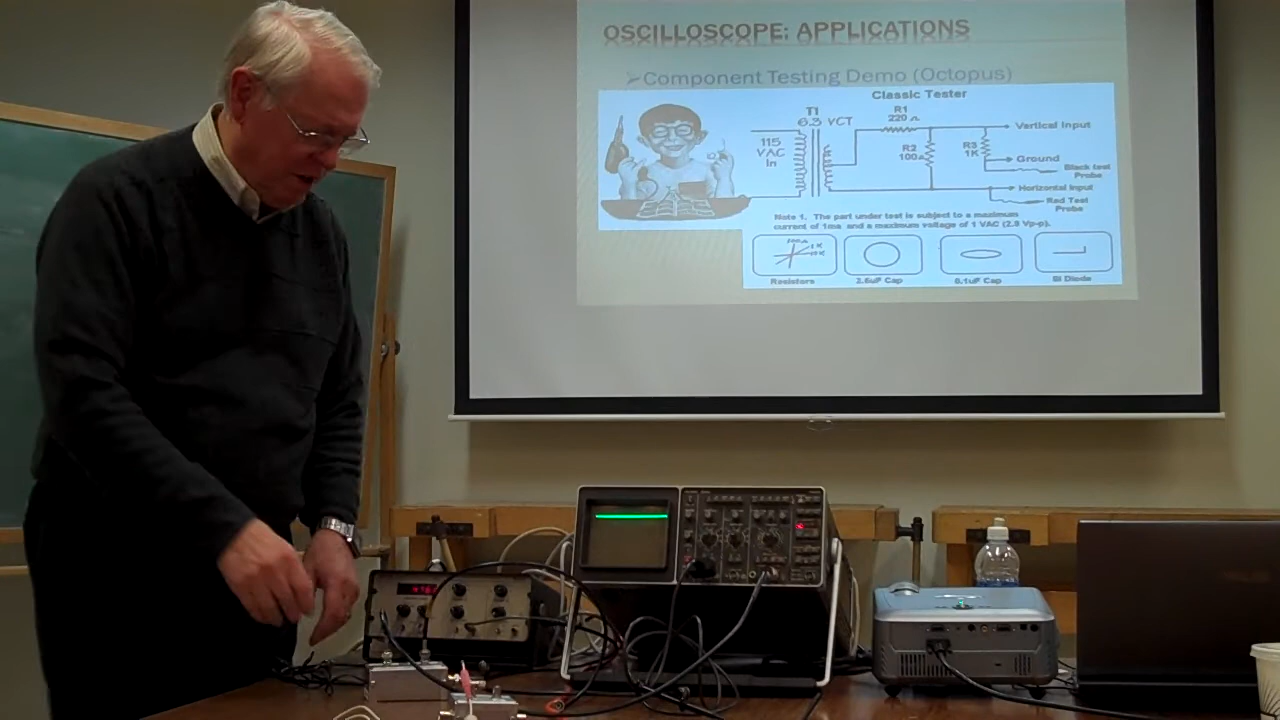 OSCILLOSCOPE: APPLICATIONS
➢Component Testing Demo (Octopus)
Classic Tester
T1
6.3 VCT
115
VAC
In
R1
220 Ω
R2
100Ω
R3
1K
Vertical Input
Ground
Black test
Probe
Horizontal Input
Red Test
Probe
Note 1. The part under test is subject to a maximum
current of 1ma and a maximum voltage of 1 VAC (2.8 Vp-p).
1K
Resistors
2.6uF Cap
0.1uF Cap
Si Diode